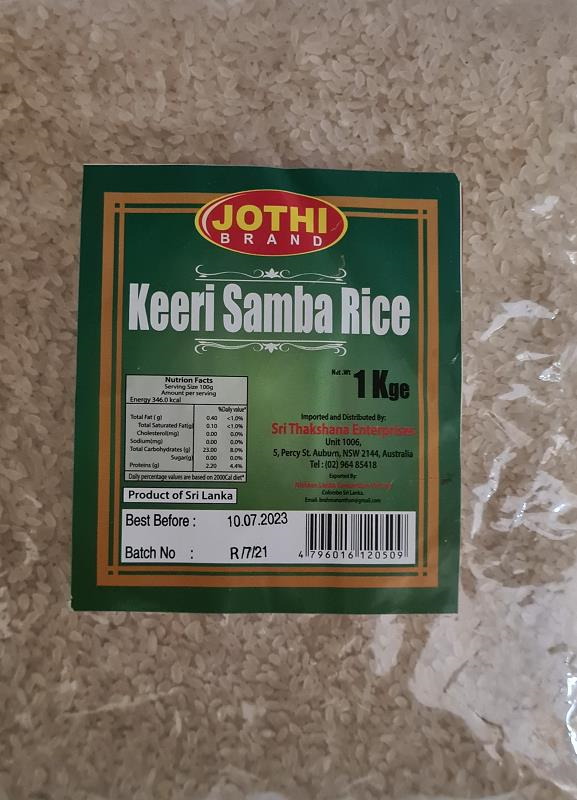 JOTHI
BRAND
Keeri Samba Rice
Net .Wt 1 Kge
Nutrion Facts
Serving Size 100g
Amount per serving
Energy 346.0 kcal
%Daily value*
Total Fat ( g) 0.40 <1.0%
Total Saturated Fat(g) 0.10 <1.0%
Cholesterol(mg) 0.00 0.0%
Sodium(mg) 0.00 0.0%
Total Carbohydrates (g) 23.00 8.0%
Sugar(g) 0.00 0.0%
Proteins (g) 2.20 4.4%
Daily percentage values are based on 2000Cal diet*
Product of Sri Lanka
Imported and Distributed By:
Sri Thakshana Enterprises
Unit 1006,
5, Percy St. Auburn, NSW 2144, Australia
Tel : (02) 964 85418
Exported By:
Lanka
Colombo Sri Lanka.
Best Before : 10.07.2023
Batch No : R/7/21
4 796016 120509